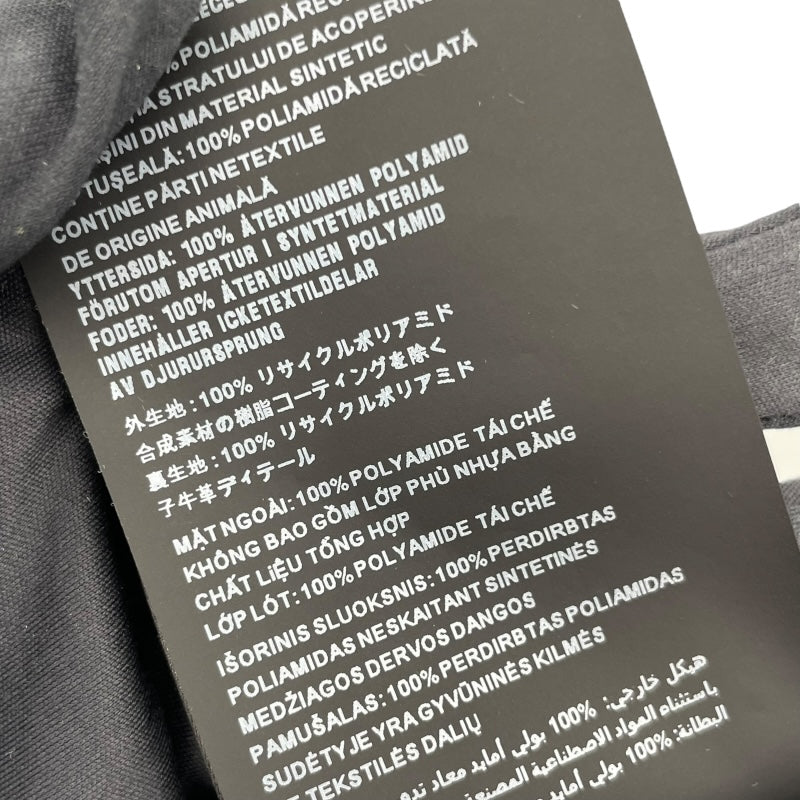 POLIAMIDĂ
STRATULUI DE ACOPERIRE
DIN MATERIAL SINTETIC
CĂPTUȘEALĂ: 100% POLIAMIDĂ RECICLATĂ
CONȚINE PĂRȚI NETEXTILE
DE ORIGINE ANIMALĂ
YTTERSIDA: 100% ÅTERVUNNEN POLYAMID
FÖRUTOM APERTUR I SYNTETMATERIAL
FODER: 100% ÅTERVUNNEN POLYAMID
INNEHÅLLER ICKETEXTILDELAR
AV DJURURSPRUNG
外生地：100% リサイクルポリアミド
合成素材の樹脂コーティングを除く
裏生地：100% リサイクルポリアミド
子牛革ディテール
MẶT NGOÀI: 100% POLYAMIDE TÁI CHẾ
KHÔNG BAO GỒM LỚP PHỦ NHỰA BẰNG
CHẤT LIỆU TỔNG HỢP
LỚP LÓT: 100% POLYAMIDE TÁI CHẾ
IŠORINIS SLUOKSNIS: 100% PERDIRBTAS
POLIAMIDAS NESKAITANT SINTETINĖS
MEDŽIAGOS DERVOS DANGOS
PAMUŠALAS: 100% PERDIRBTAS POLIAMIDAS
SUDĖTYJE YRA GYVŪNINĖS KILMĖS
TEKSTILĖS DALIŲ
هيكل خارجي: 100% بولي أمايد معاد تدو
باستثناء المواد الاصطناعية المصنعة
البطانة: 100% بولي أمايد